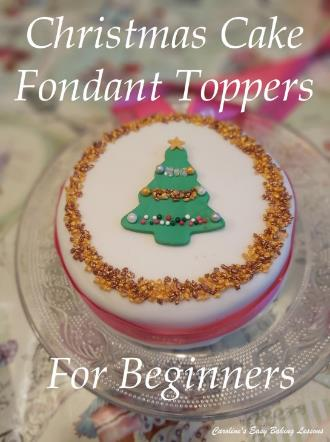 Christmas Cake
Fondant Toppers
For Beginners
Caroline's Easy Baking Lessons